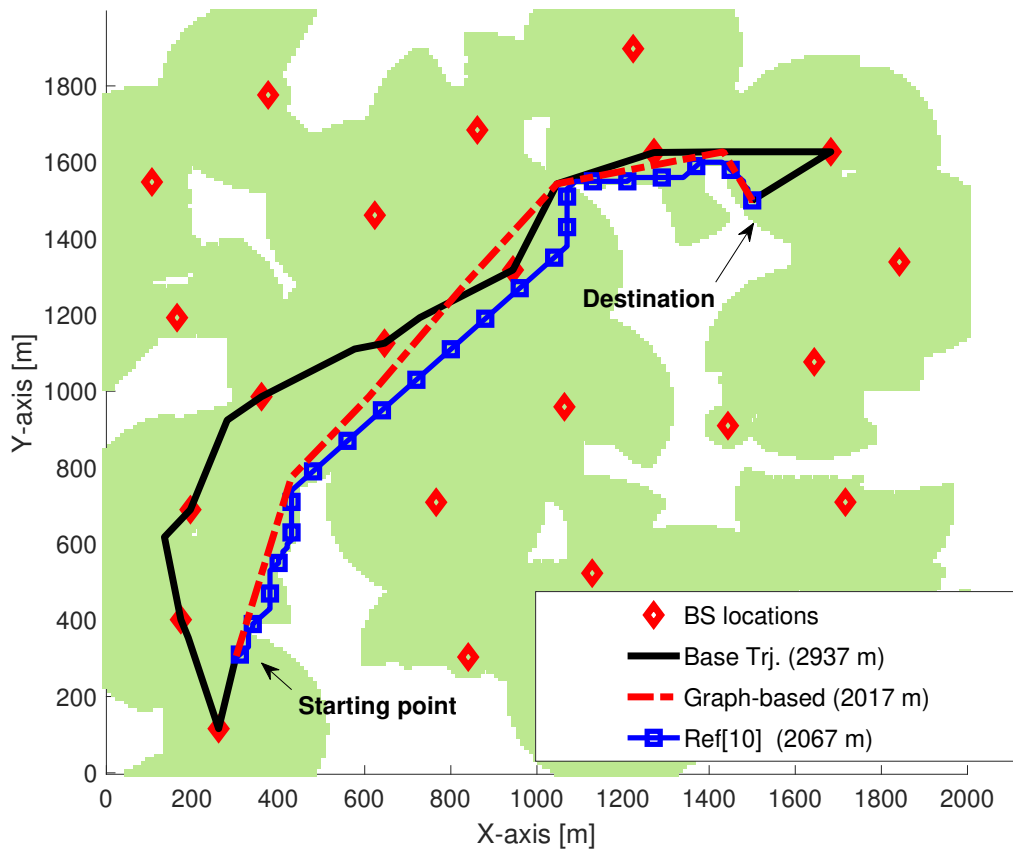 1800
1600
1400
1200
1000
800
600
400
200
0
Y-axis [m]
Destination
Starting point
BS locations
Base Trj. (2937 m)
Graph-based (2017 m)
Ref[10] (2067 m)
0 200 400 600 800 1000 1200 1400 1600 1800 2000
X-axis [m]